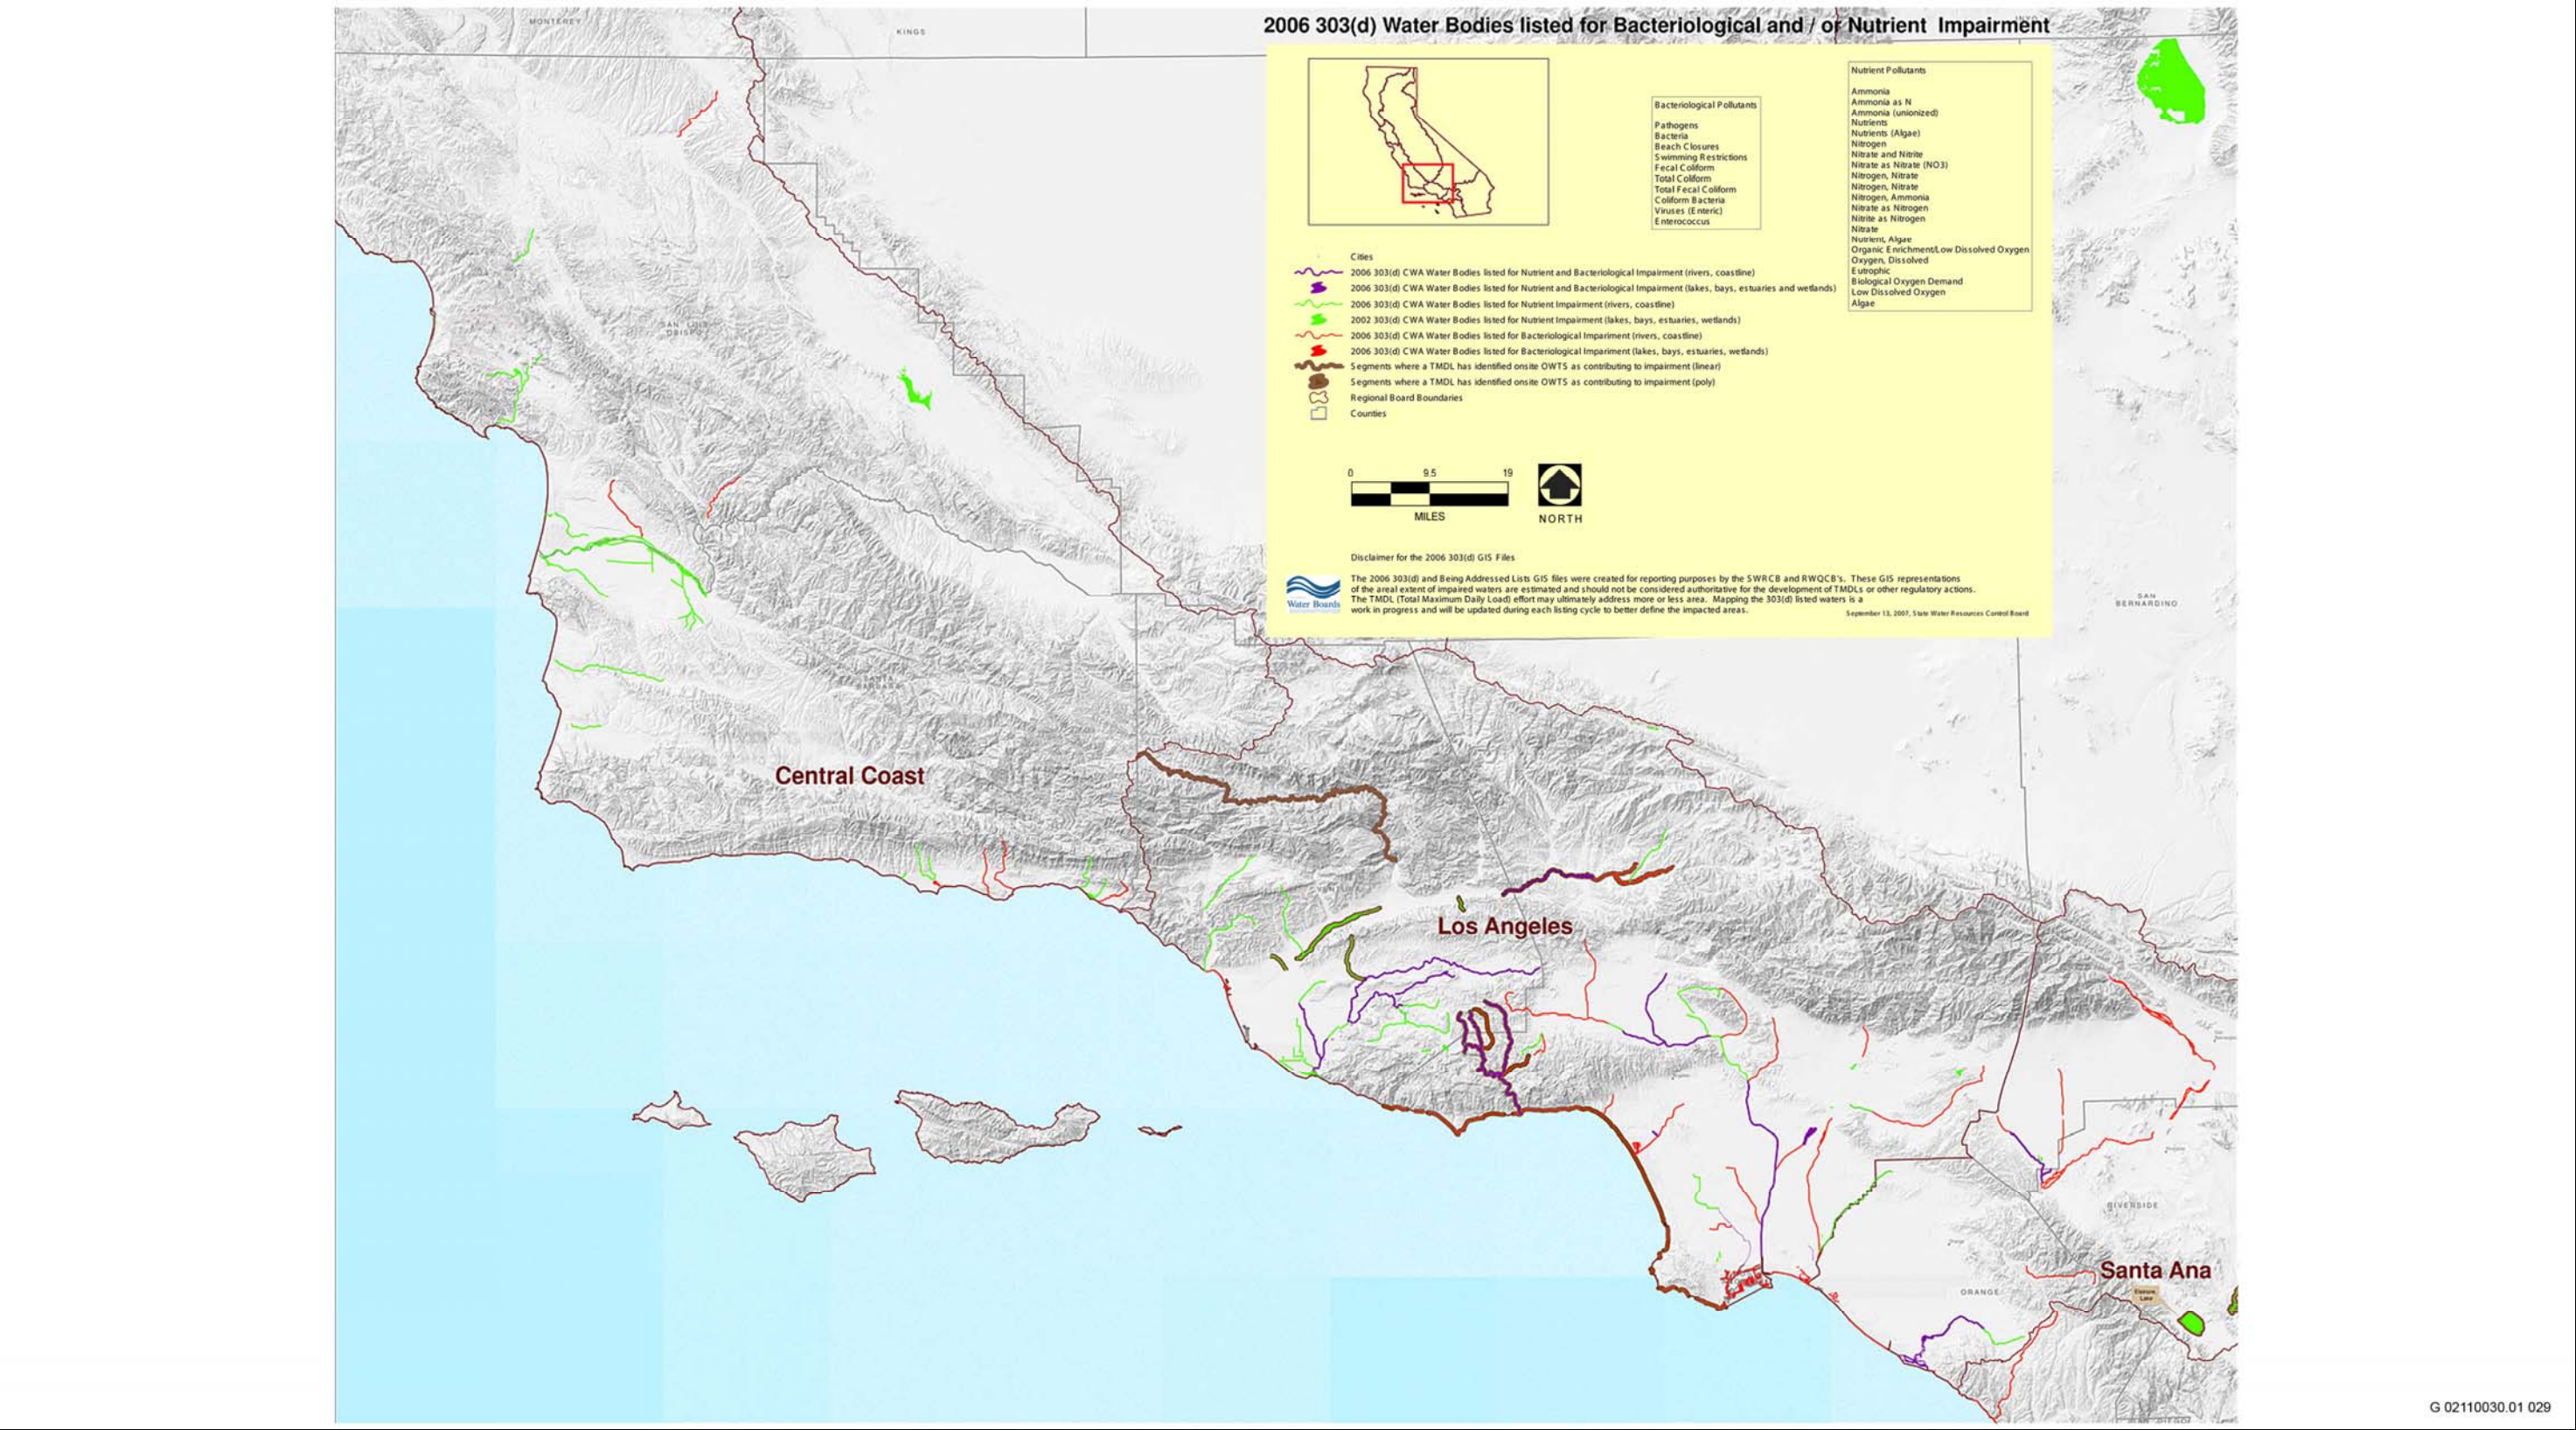 2006 303(d) Water Bodies listed for Bacteriological and / or Nutrient Impairment
MONTEREY
KINGS
Nutrient Pollutants
Ammonia
Ammonia as N
Ammonia (unionized)
Nutrients
Nutrients (Algae)
Nitrogen
Nitrate and Nitrite
Nitrate as Nitrate (NO3)
Nitrogen, Nitrate
Nitrogen, Nitrate
Nitrogen, Ammonia
Nitrate as Nitrogen
Nitrite as Nitrogen
Nitrate
Nutrient, Algae
Organic Enrichment/Low Dissolved Oxygen
Oxygen, Dissolved
Eutrophic
Biological Oxygen Demand
Low Dissolved Oxygen
Algae
Bacteriological Pollutants
Pathogens
Bacteria
Beach Closures
Swimming Restrictions
Fecal Coliform
Total Coliform
Total Fecal Coliform
Coliform Bacteria
Viruses (Enteric)
Enterococcus
Cities
2006 303(d) CWA Water Bodies listed for Nutrient and Bacteriological Impairment (rivers, coastline)
2006 303(d) CWA Water Bodies listed for Nutrient and Bacteriological Impairment (lakes, bays, estuaries and wetlands)
2006 303(d) CWA Water Bodies listed for Nutrient Impairment (rivers, coastline)
2002 303(d) CWA Water Bodies listed for Nutrient Impairment (lakes, bays, estuaries, wetlands)
2006 303(d) CWA Water Bodies listed for Bacteriological Impariment (rivers, coastline)
2006 303(d) CWA Water Bodies listed for Bacteriological Impariment (lakes, bays, estuaries, wetlands)
Segments where a TMDL has identified onsite OWTS as contributing to impairment (linear)
Segments where a TMDL has identified onsite OWTS as contributing to impairment (poly)
Regional Board Boundaries
Counties
0 9.5 19
MILES
NORTH
Disclaimer for the 2006 303(d) GIS Files
The 2006 303(d) and Being Addressed Lists GIS files were created for reporting purposes by the SWRCB and RWQCB's. These GIS representations
of the areal extent of impaired waters are estimated and should not be considered authoritative for the development of TMDLs or other regulatory actions.
The TMDL (Total Maximum Daily Load) effort may ultimately address more or less area. Mapping the 303(d) listed waters is a
work in progress and will be updated during each listing cycle to better define the impacted areas.
Water Boards
September 13, 2007, State Water Resources Control Board
SAN LUIS
OBISPO
SAN
BERNARDINO
SANTA
BARBARA
Central Coast
Los Angeles
RIVERSIDE
Santa Ana
ORANGE
Elsinore,
Lake
G 02110030.01 029